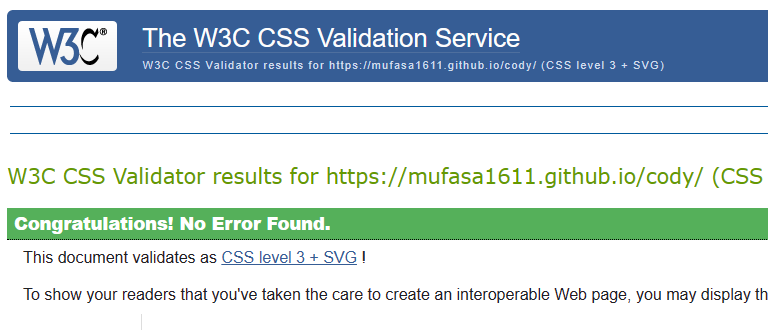 W3C®
The W3C CSS Validation Service
W3C CSS Validator results for https://mufasa1611.github.io/cody/ (CSS level 3 + SVG)
W3C CSS Validator results for https://mufasa1611.github.io/cody/ (CSS
Congratulations! No Error Found.
This document validates as CSS level 3 + SVG !
To show your readers that you've taken the care to create an interoperable Web page, you may display th